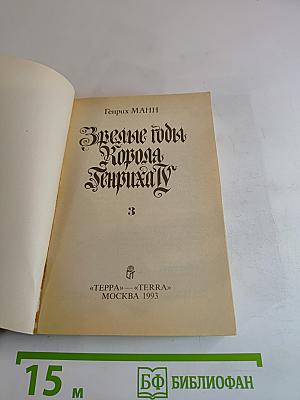 Генрих МАНН
Зрелые годы
Короля
Генриха IV
3
«ТЕРРА»—«TERRA»
МОСКВА 1993
15 м
БФ БИБЛИОФАН